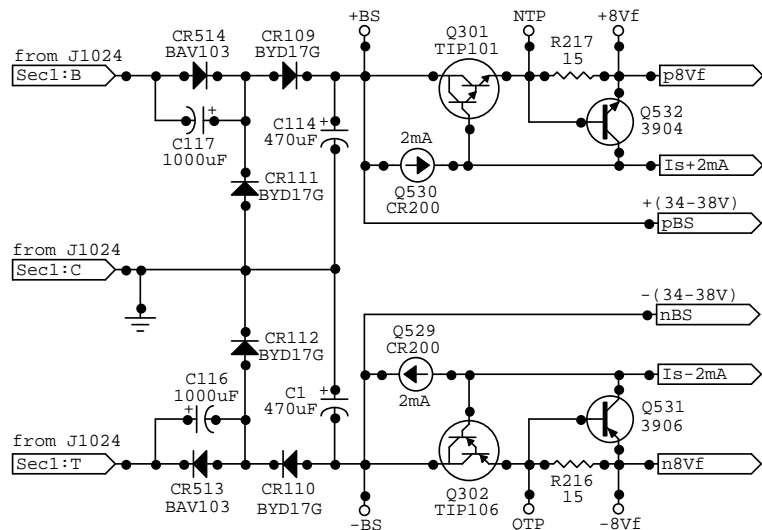 +BS
Q301
TIP101
NTP
+8Vf
CR514
BAV103
CR109
BYD17G
R217
15
from J1024
Sec1:B
p8Vf
+
C117
1000uF
C114
470uF
+
2mA
Q530
CR200
Q532
3904
Is+2mA
CR111
BYD17G
+(34-38V)
pBS
from J1024
Sec1:C
-(34-38V)
nBS
CR112
BYD17G
Q529
CR200
2mA
Is-2mA
C116
1000uF
+
C1
470uF
+
Q531
3906
from J1024
Sec1:T
n8Vf
CR513
BAV103
CR110
BYD17G
Q302
TIP106
R216
15
-BS
OTP
-8Vf